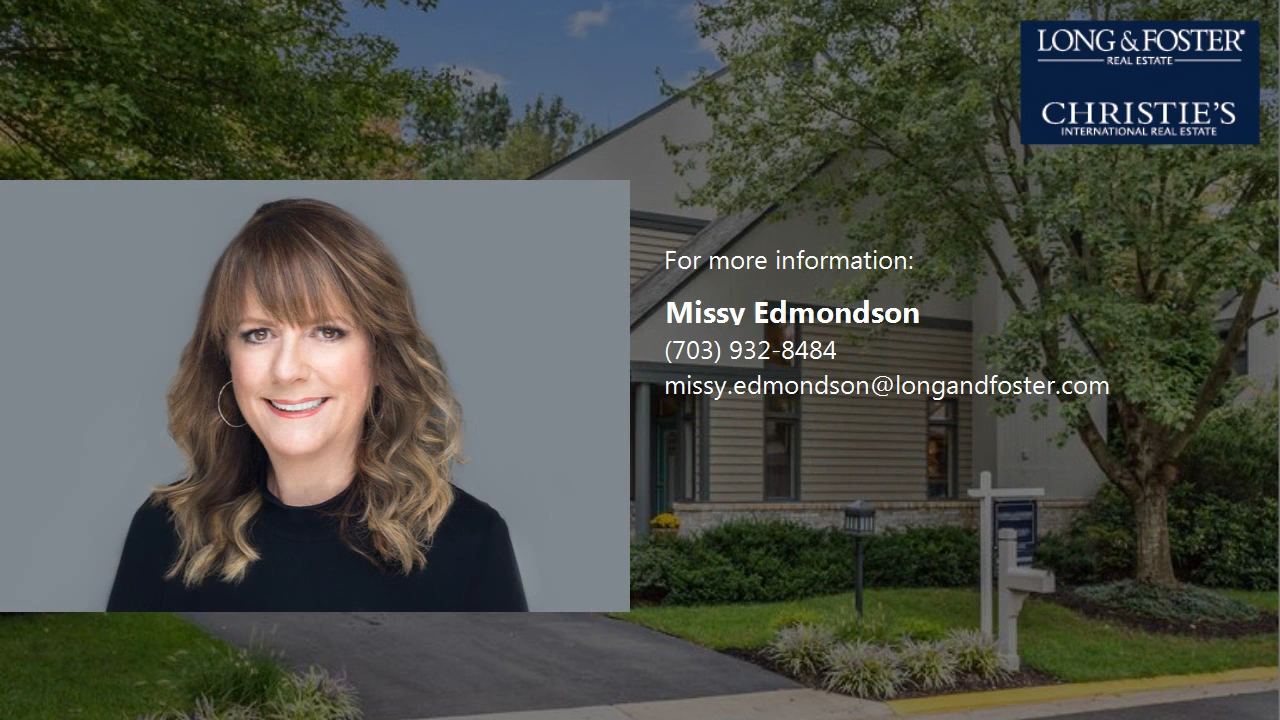 LONG & FOSTER®
REAL ESTATE
CHRISTIE'S
INTERNATIONAL REAL ESTATE
For more information:
Missy Edmondson
(703) 932-8484
missy.edmondson@longandfoster.com